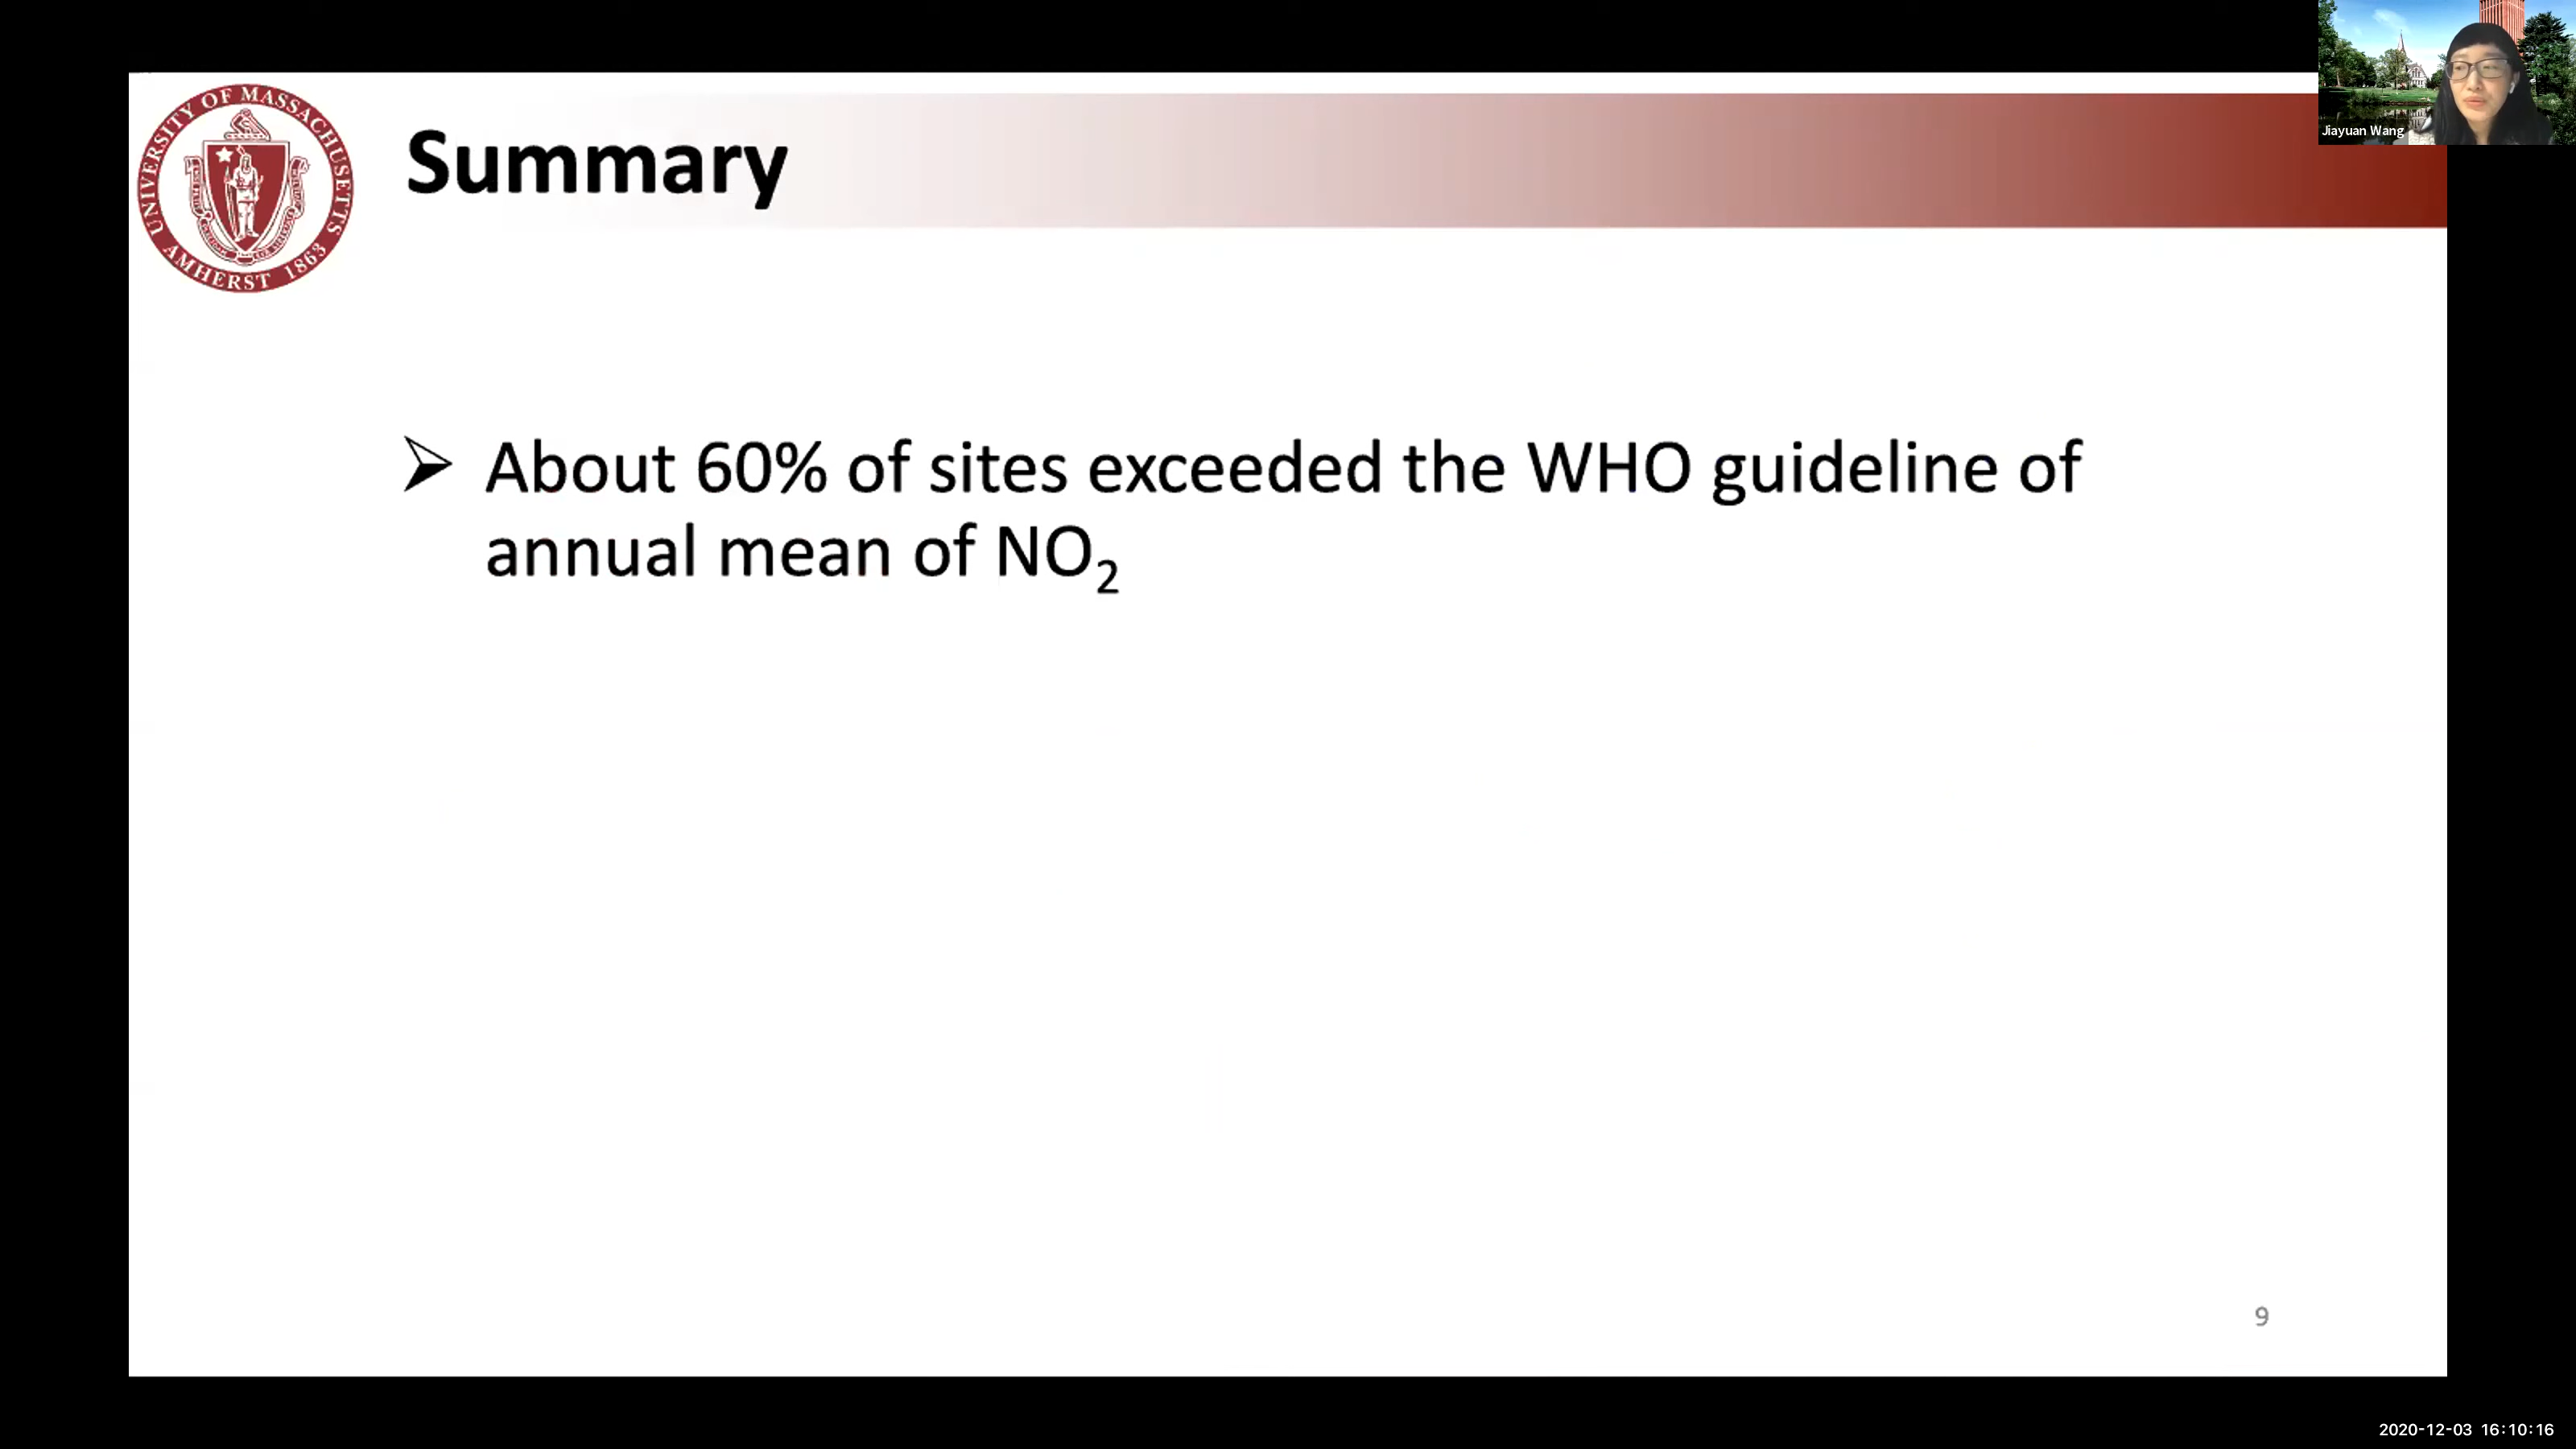 UNIVERSITY OF MASSACHUSETTS
AMHERST 1863
Summary
Jiayuan Wang
➢ About 60% of sites exceeded the WHO guideline of
annual mean of NO₂
9
2020-12-03 16:10:16